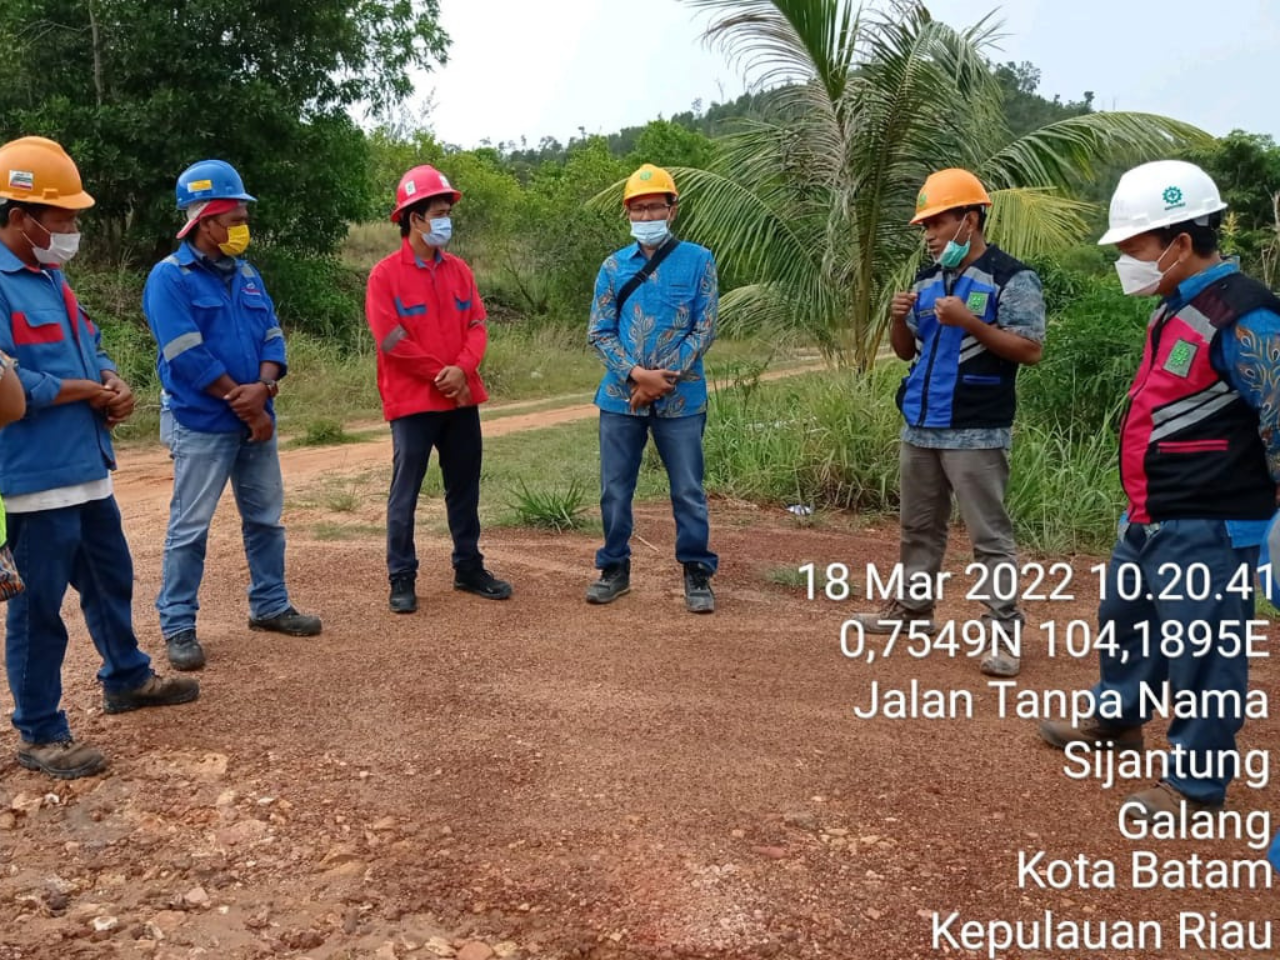 18 Mar 2022 10.20.41
0,7549N 104,1895E
Jalan Tanpa Nama
Sijantung
Galang
Kota Batam
Kepulauan Riau